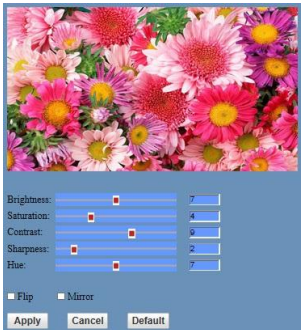 Brightness: 7
Saturation: 4
Contrast: 9
Sharpness: 2
Hue: 7
Flip Mirror
Apply Cancel Default